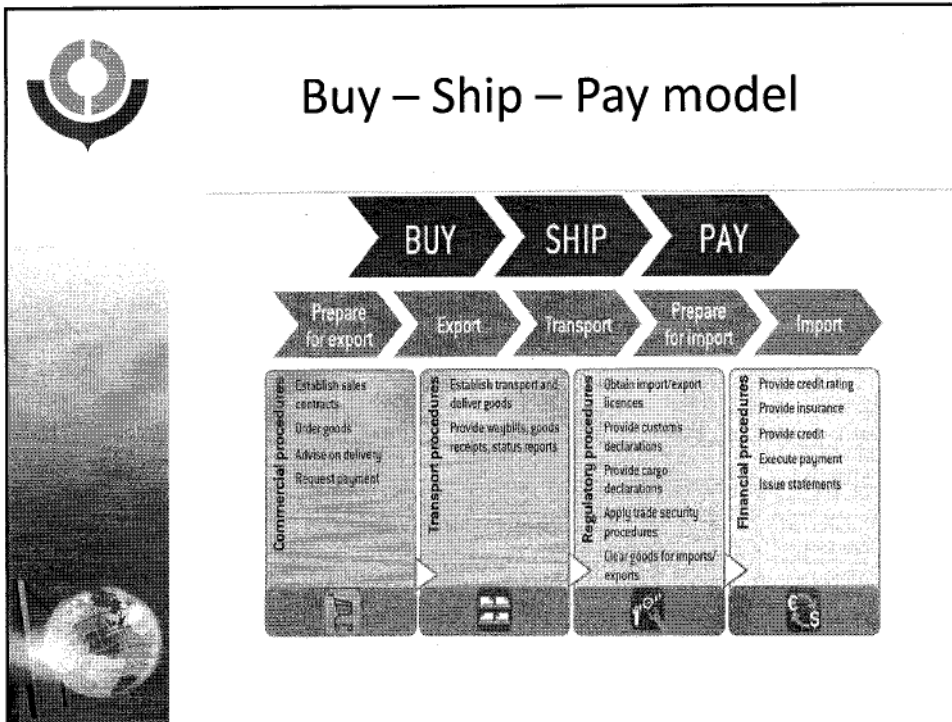 Buy – Ship – Pay model
BUY
SHIP
PAY
Prepare
for export
Export
Transport
Prepare
for import
Import
Commercial procedures
Establish sales
contracts
Order goods
Advise on delivery
Request payment
Transport procedures
Establish transport and
deliver goods
Provide waybills, goods
receipts, status reports
Regulatory procedures
Obtain import/export
licences
Provide customs
declarations
Provide cargo
declarations
Apply trade security
procedures
Clear goods for imports/
exports
Financial procedures
Provide credit rating
Provide insurance
Provide credit
Execute payment
Issue statements